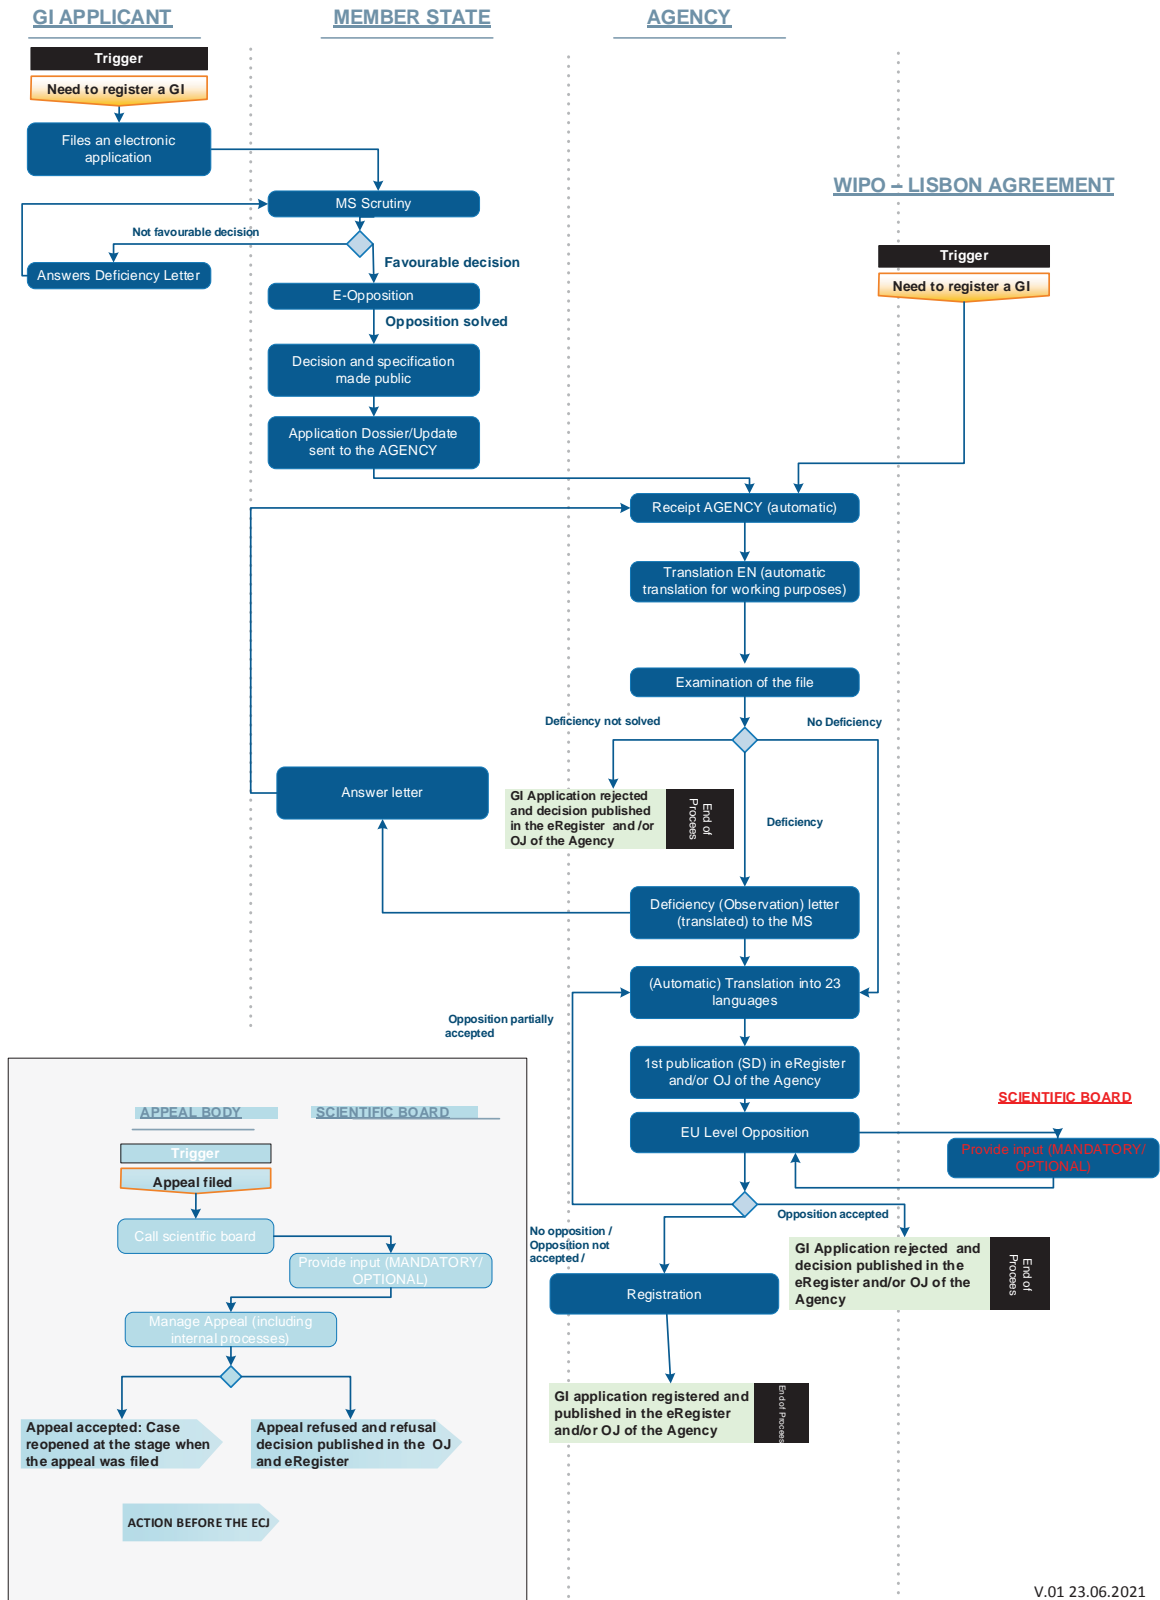 GI APPLICANT
MEMBER STATE
AGENCY
Trigger
Need to register a GI
Files an electronic
application
WIPO – LISBON AGREEMENT
MS Scrutiny
Not favourable decision
Answers Deficiency Letter
Favourable decision
Trigger
Need to register a GI
E-Opposition
Opposition solved
Decision and specification
made public
Application Dossier/Update
sent to the AGENCY
Receipt AGENCY (automatic)
Translation EN (automatic
translation for working purposes)
Examination of the file
Deficiency not solved
No Deficiency
Answer letter
GI Application rejected
and decision published
in the eRegister and /or
OJ of the Agency
End of
Procees
Deficiency
Deficiency (Observation) letter
(translated) to the MS
(Automatic) Translation into 23
languages
Opposition partially
accepted
1st publication (SD) in eRegister
and/or OJ of the Agency
SCIENTIFIC BOARD
EU Level Opposition
Provide input (MANDATORY/
OPTIONAL)
Opposition accepted
No opposition /
Opposition not
accepted /
GI Application rejected and
decision published in the
eRegister and/or OJ of the
Agency
End of
Procees
Registration
GI application registered and
published in the eRegister
and/or OJ of the Agency
End of Procees
APPEAL BODY
SCIENTIFIC BOARD
Trigger
Appeal filed
Call scientific board
Provide input (MANDATORY/
OPTIONAL)
Manage Appeal (including
internal processes)
Appeal accepted: Case
reopened at the stage when
the appeal was filed
Appeal refused and refusal
decision published in the OJ
and eRegister
ACTION BEFORE THE ECJ
V.01 23.06.2021